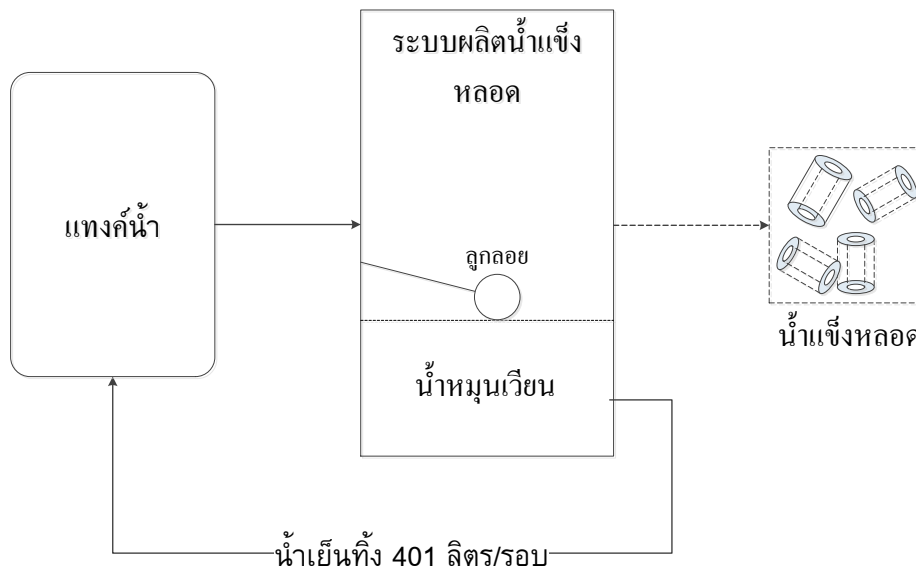 ระบบผลิตน้ำแข็ง
หลอด
แทงค์น้ำ
ลูกลอย
น้ำแข็งหลอด
น้ำหมุนเวียน
น้ำเย็นทิ้ง 401 ลิตร/รอบ